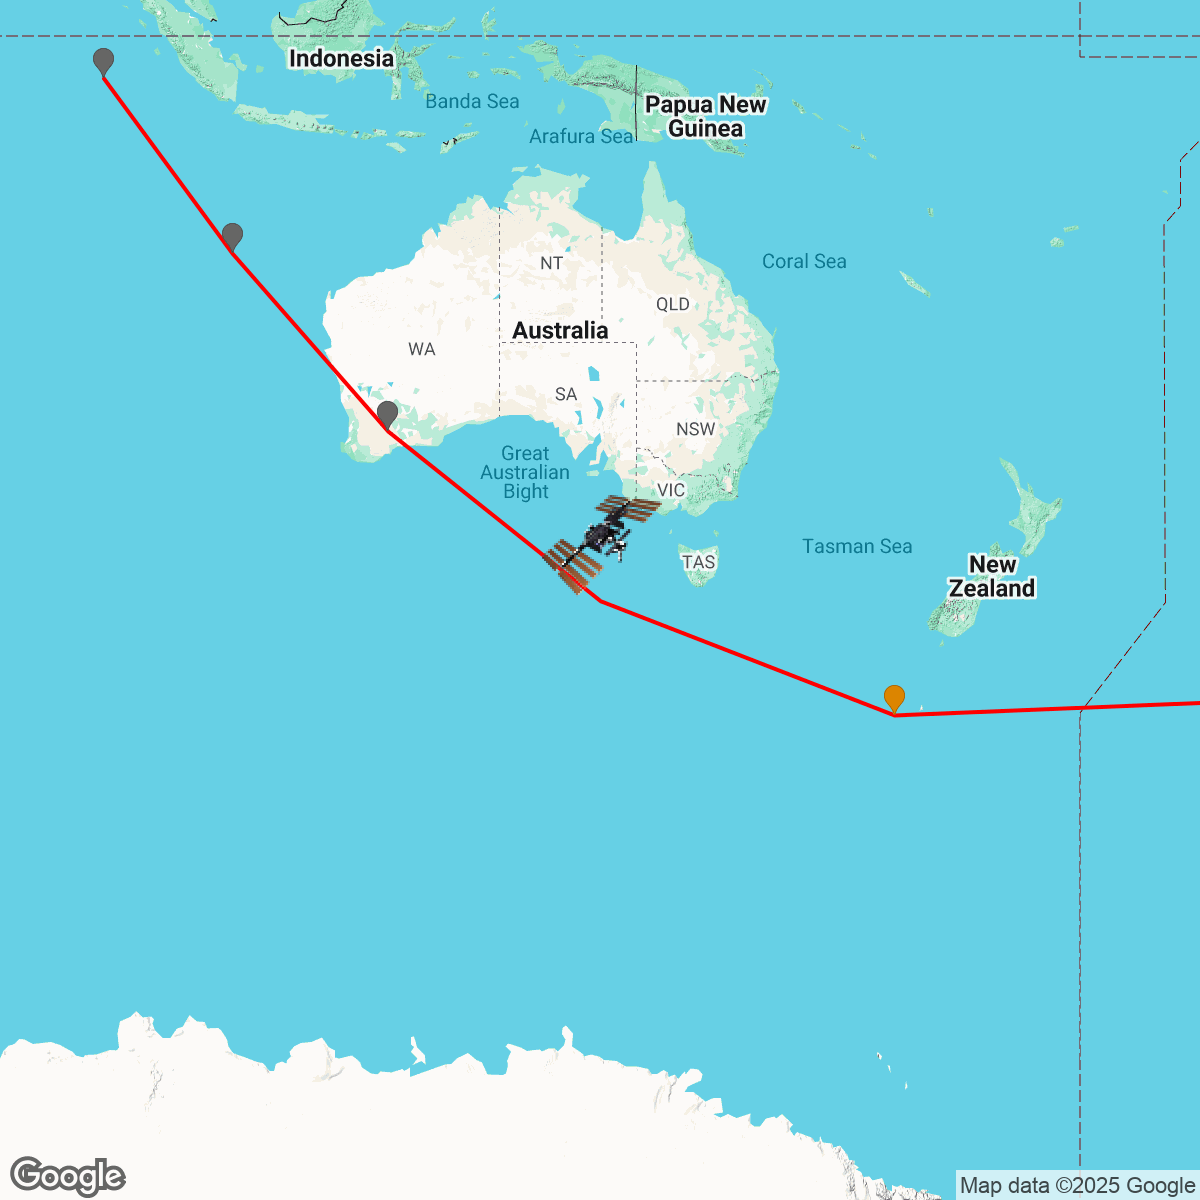 Indonesia
Banda Sea
Papua New
Guinea
Arafura Sea
Coral Sea
NT
QLD
Australia
WA
SA
NSW
Great
Australian
Bight
VIC
Tasman Sea
TAS
New
Zealand
Google
Map data ©2025 Google